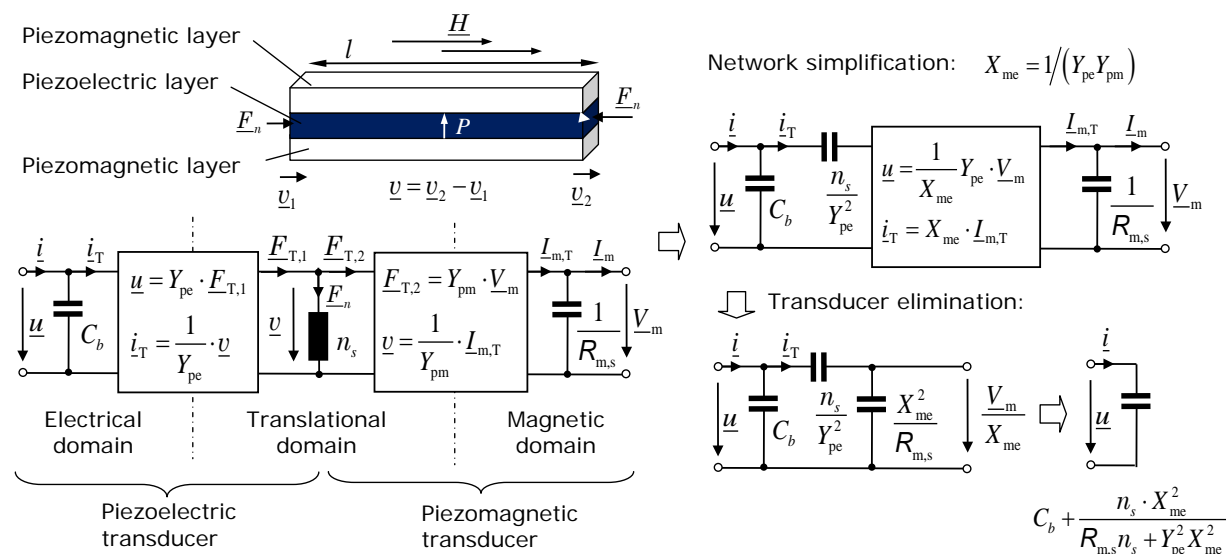 Piezomagnetic layer
Piezoelectric layer
Piezomagnetic layer
H
l
F_n
P
F_n
v_1
v = v_2 − v_1
v_2
i
i_T
u
C_b
u = Y_pe · F_T,1
i_T = 1/Y_pe · v
F_T,1
F_T,2
v
F_n
n_s
F_T,2 = Y_pm · V_m
v = 1/Y_pm · I_m,T
I_m,T
I_m
1/R_m,s
V_m
Electrical domain
Translational domain
Magnetic domain
Piezoelectric transducer
Piezomagnetic transducer
Network simplification: X_me = 1/(Y_pe Y_pm)
i
i_T
u
C_b
n_s/Y_pe^2
u = 1/X_me Y_pe · V_m
i_T = X_me · I_m,T
I_m,T
I_m
1/R_m,s
V_m
Transducer elimination:
i
i_T
u
C_b
n_s/Y_pe^2
X_me^2/R_m,s
V_m/X_me
i
u
C_b + n_s · X_me^2/(R_m,s n_s + Y_pe^2 X_me^2)